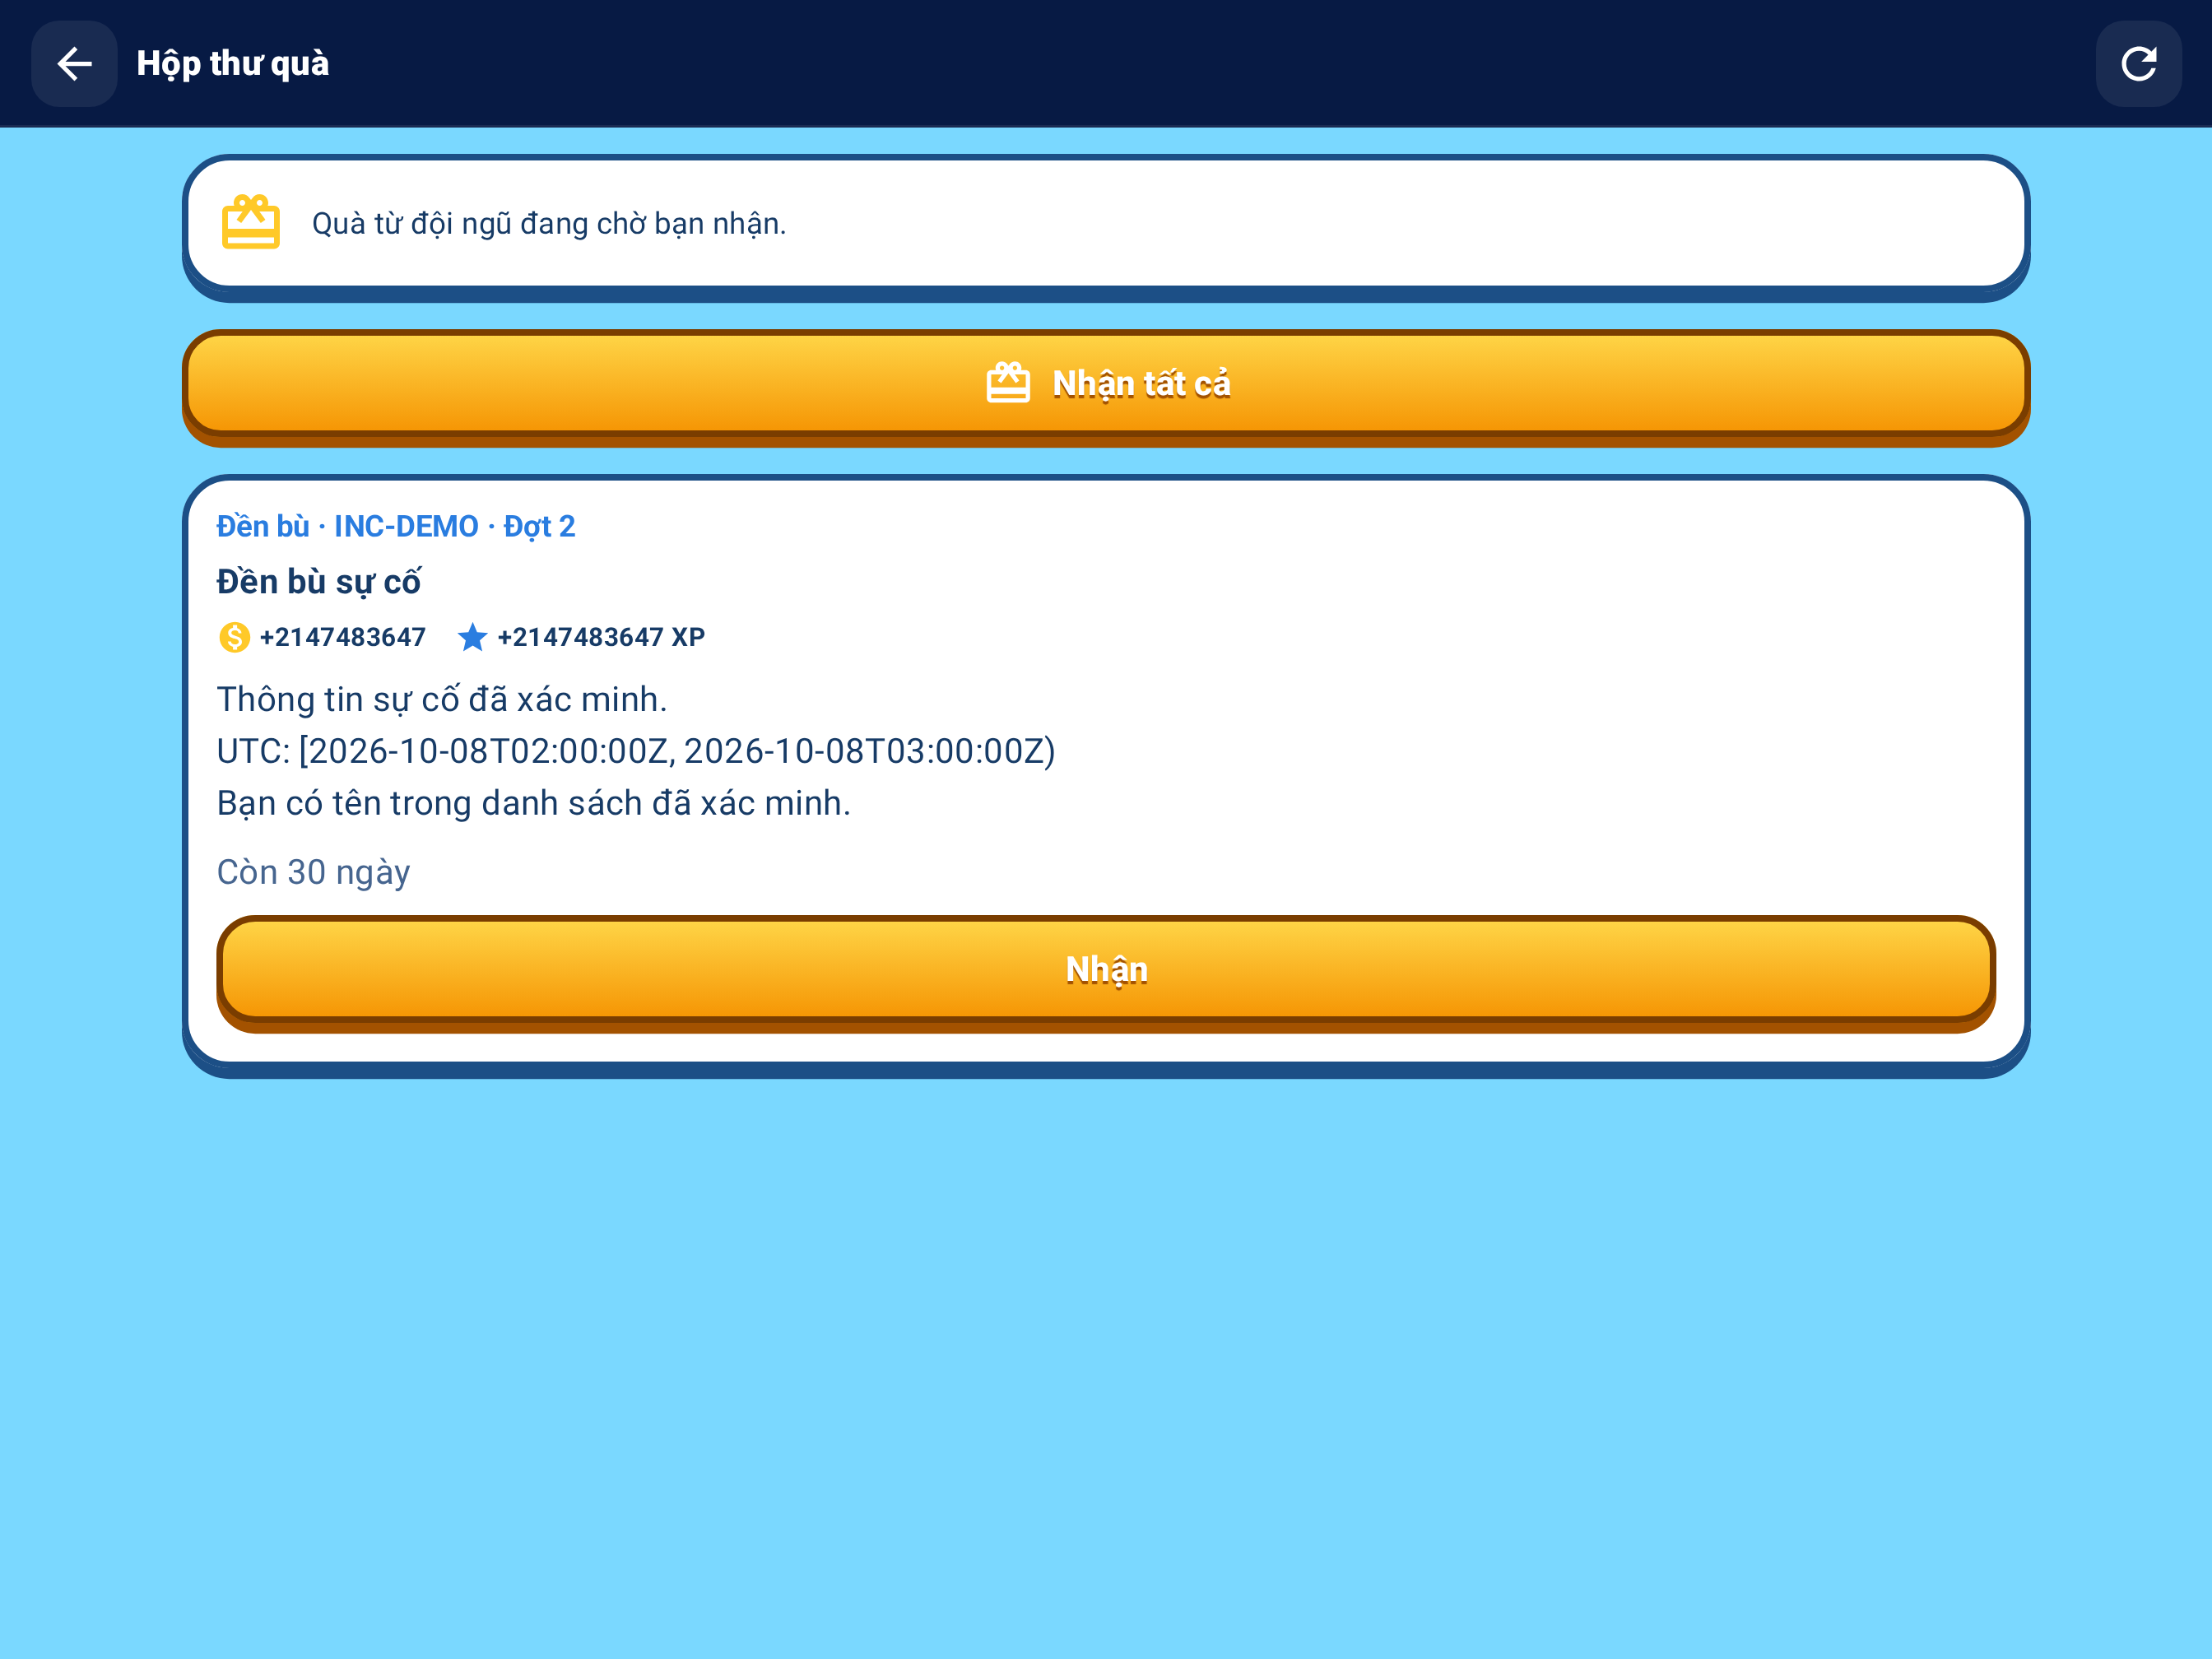 Hộp thư quà
Quà từ đội ngũ đang chờ bạn nhận.
Nhận tất cả
Đền bù · INC-DEMO · Đợt 2
Đền bù sự cố
+2147483647 +2147483647 XP
Thông tin sự cố đã xác minh.
UTC: [2026-10-08T02:00:00Z, 2026-10-08T03:00:00Z)
Bạn có tên trong danh sách đã xác minh.
Còn 30 ngày
Nhận